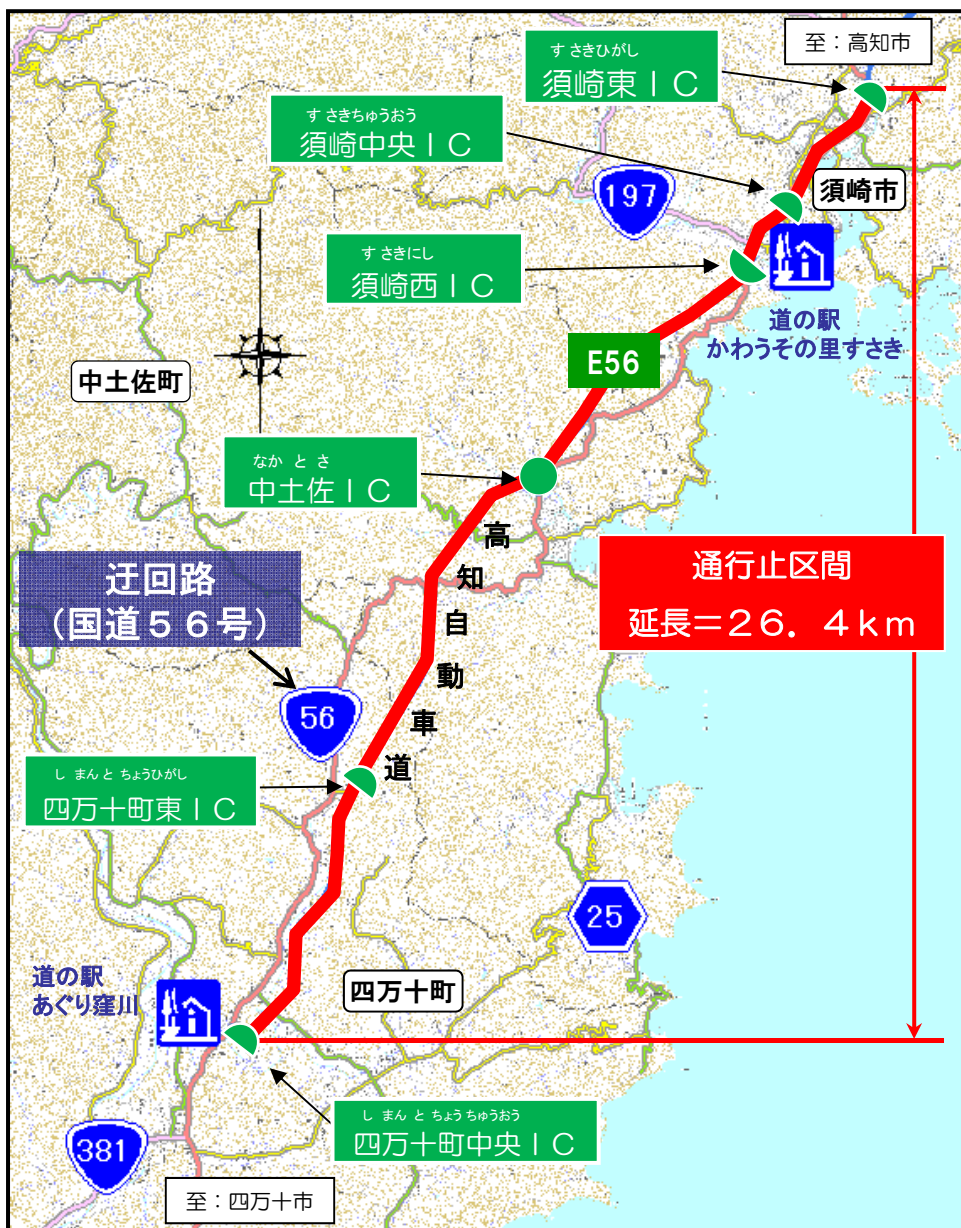 至：高知市
すさきひがし
須崎東ＩＣ
すさきちゅうおう
須崎中央ＩＣ
197
須崎市
すさきにし
須崎西ＩＣ
道の駅
かわうその里すさき
E56
中土佐町
なかとさ
中土佐ＩＣ
高知自動車道
通行止区間
延長＝２６．４ｋｍ
迂回路
（国道５６号）
56
しまんとちょうひがし
四万十町東ＩＣ
25
道の駅
あぐり窪川
四万十町
しまんとちょうちゅうおう
四万十町中央ＩＣ
381
至：四万十市